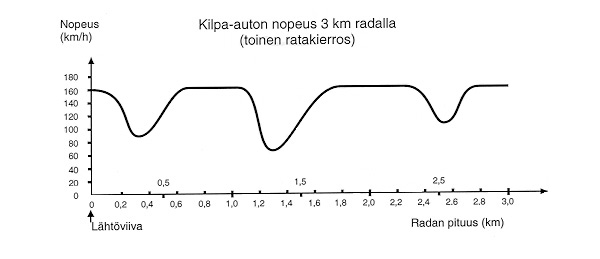 Kilpa-auton nopeus 3 km radalla
(toinen ratakierros)
Nopeus
(km/h)
180
160
140
120
100
80
60
40
20
0
0,5
1,5
2,5
0 0,2 0,4 0,6 0,8 1,0 1,2 1,4 1,6 1,8 2,0 2,2 2,4 2.6 2.8 3,0
Lähtöviiva
Radan pituus (km)